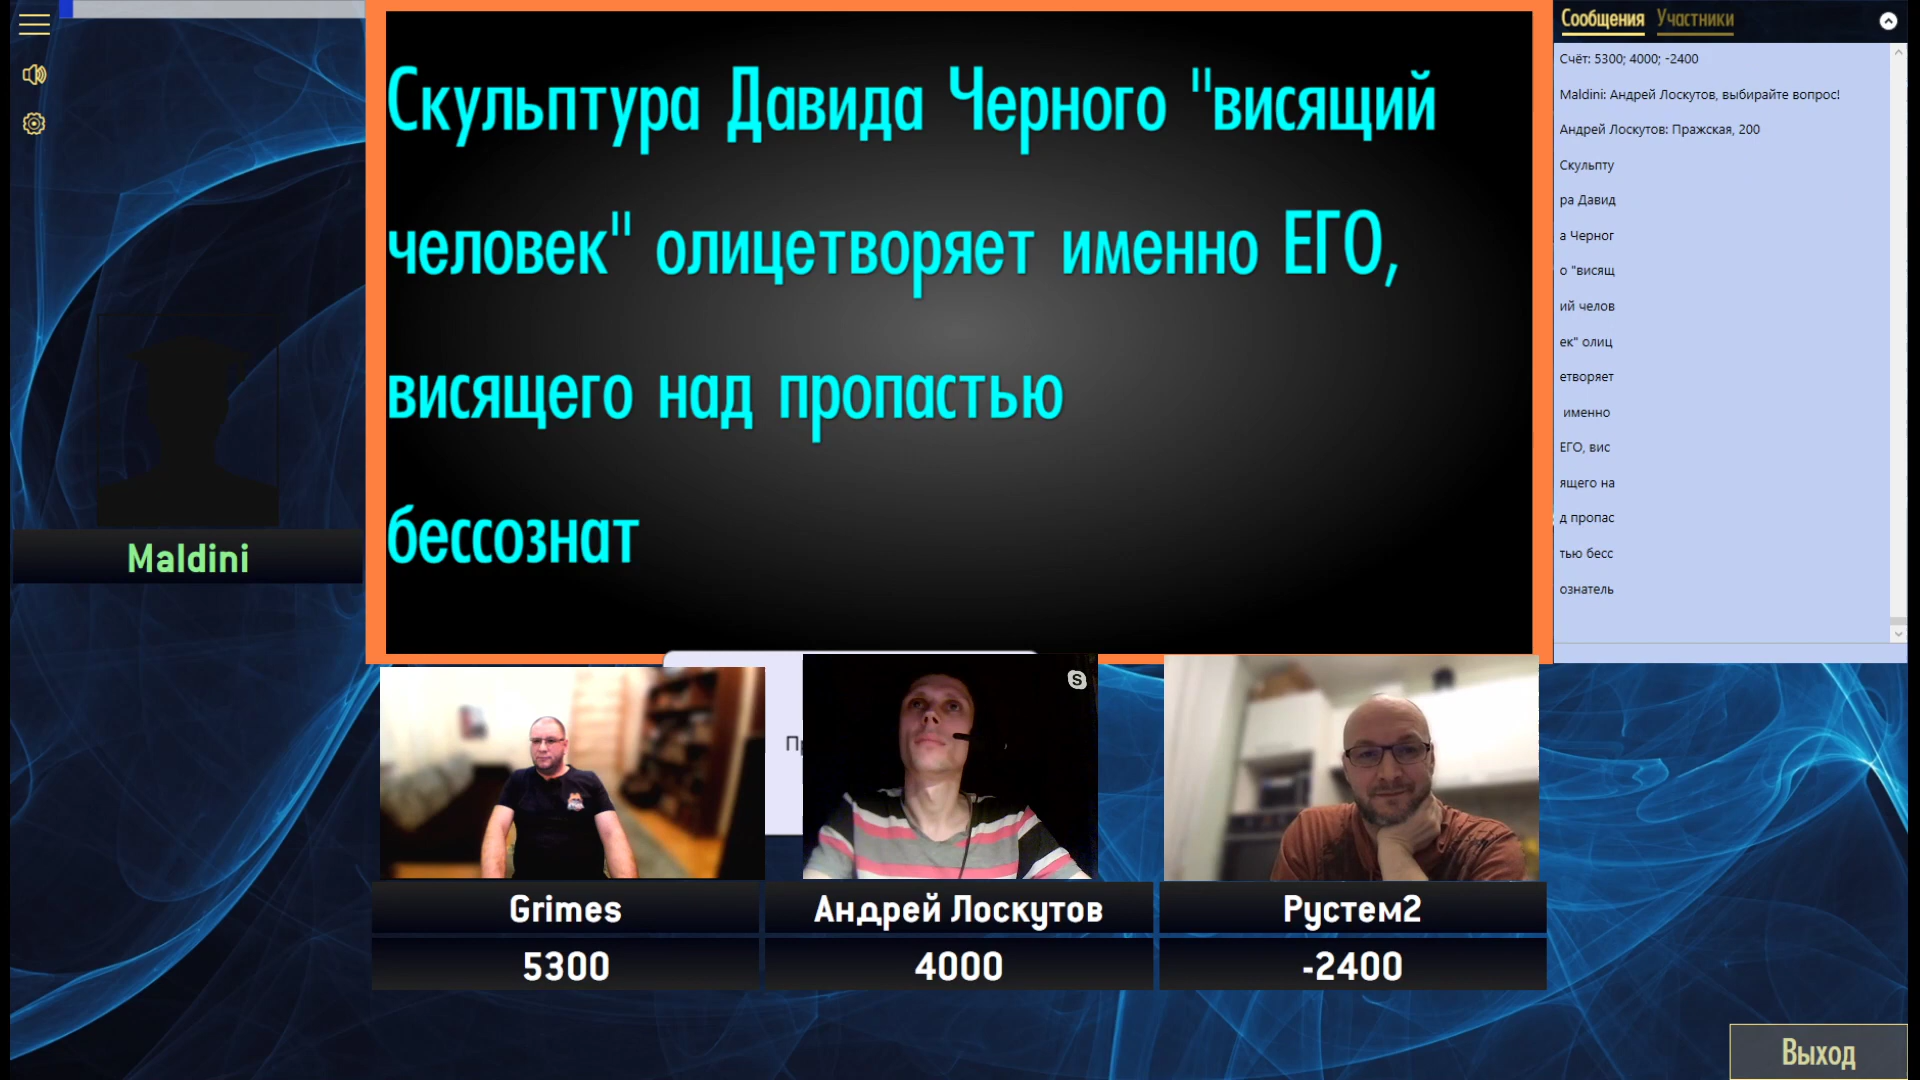 Скульптура Давида Черного "висящий
человек" олицетворяет именно ЕГО,
висящего над пропастью
бессознат
Сообщения Участники
Счёт: 5300; 4000; -2400
Maldini: Андрей Лоскутов, выбирайте вопрос!
Андрей Лоскутов: Пражская, 200
Скульпту
ра Давид
а Черног
о "висящ
ий челов
ек" олиц
етворяет
именно
ЕГО, вис
ящего на
д пропас
тью бесс
ознатель
Maldini
S
Grimes
Андрей Лоскутов
Рустем2
5300
4000
-2400
Выход